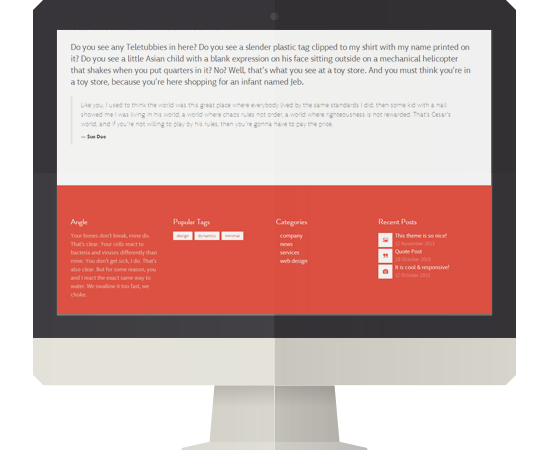 Do you see any Teletubbies in here? Do you see a slender plastic tag clipped to my shirt with my name printed on
it? Do you see a little Asian child with a blank expression on his face sitting outside on a mechanical helicopter
that shakes when you put quarters in it? No? Well, that's what you see at a toy store. And you must think you're in
a toy store, because you're here shopping for an infant named Jeb.
Like you, I used to think the world was this great place where everybody lived by the same standards I did, then some kid with a nail
showed me I was living in his world, a world where chaos rules not order, a world where righteousness is not rewarded. That's Cesar's
world, and if you're not willing to play by his rules, then you're gonna have to pay the price.
— Sue Doe
Angle
Your bones don't break, mine do.
That's clear. Your cells react to
bacteria and viruses differently than
mine. You don't get sick, I do. That's
also clear. But for some reason, you
and I react the exact same way to
water. We swallow it too fast, we
choke.
Popular Tags
design dynamics minimal
Categories
company
news
services
web design
Recent Posts
This theme is so nice!
12 November 2013
Quote Post
October 2013
It is cool & responsive!
October 2013